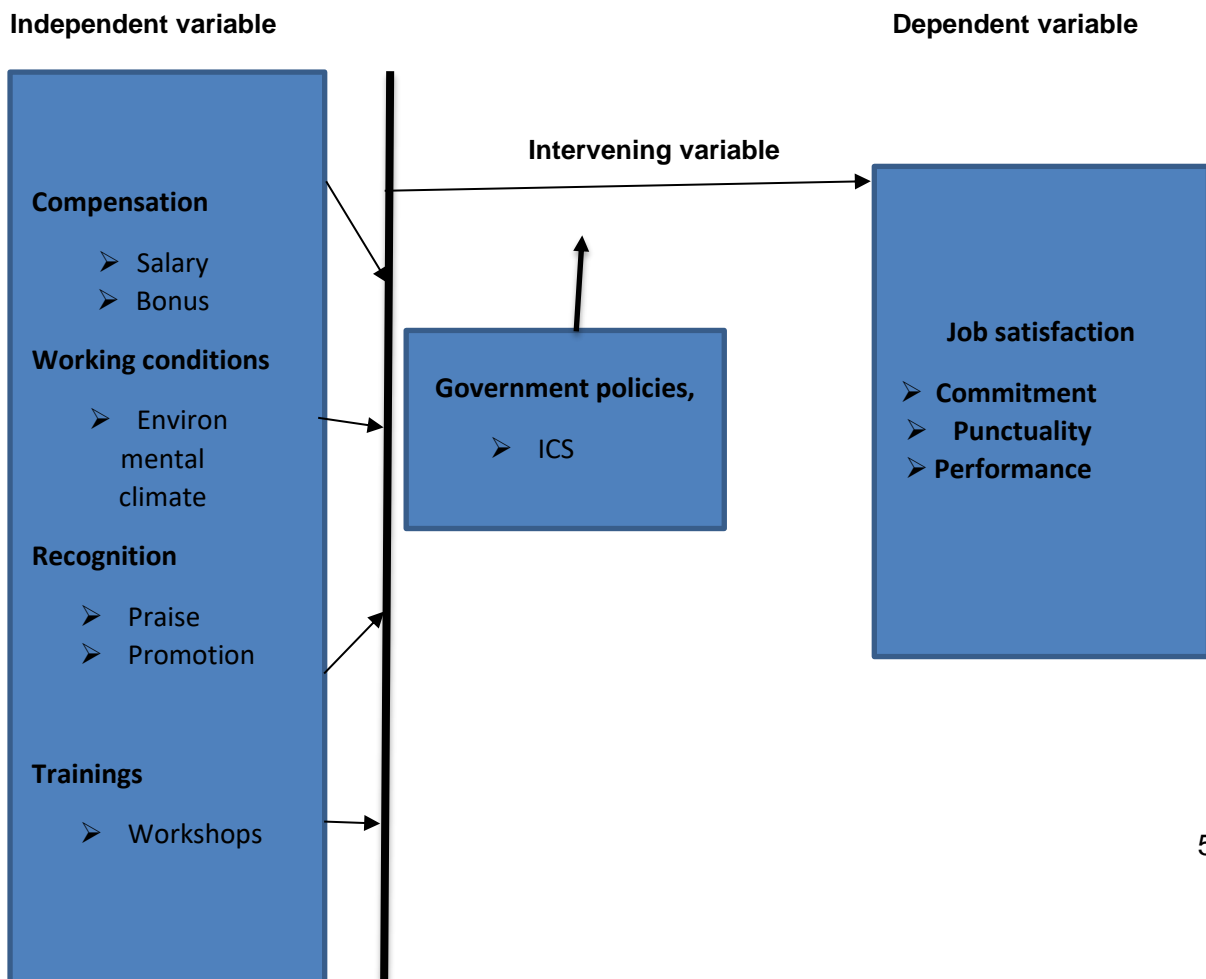 Independent variable
Dependent variable
Intervening variable
Compensation
➢ Salary
➢ Bonus
Working conditions
➢ Environ
mental
climate
Recognition
➢ Praise
➢ Promotion
Trainings
➢ Workshops
Government policies,
➢ ICS
Job satisfaction
➢ Commitment
➢ Punctuality
➢ Performance
5